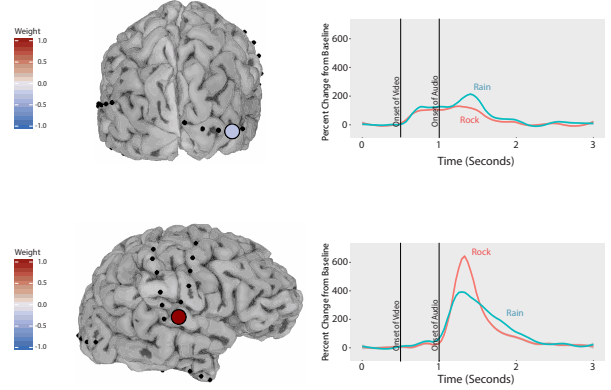 Weight
1.0
0.5
0.0
-0.5
-1.0
Percent Change from Baseline
600
400
200
0
Onset of Video
Onset of Audio
Rain
Rock
0
1
2
3
Time (Seconds)
Weight
1.0
0.5
0.0
-0.5
-1.0
Percent Change from Baseline
600
400
200
0
Onset of Video
Onset of Audio
Rock
Rain
0
1
2
3
Time (Seconds)